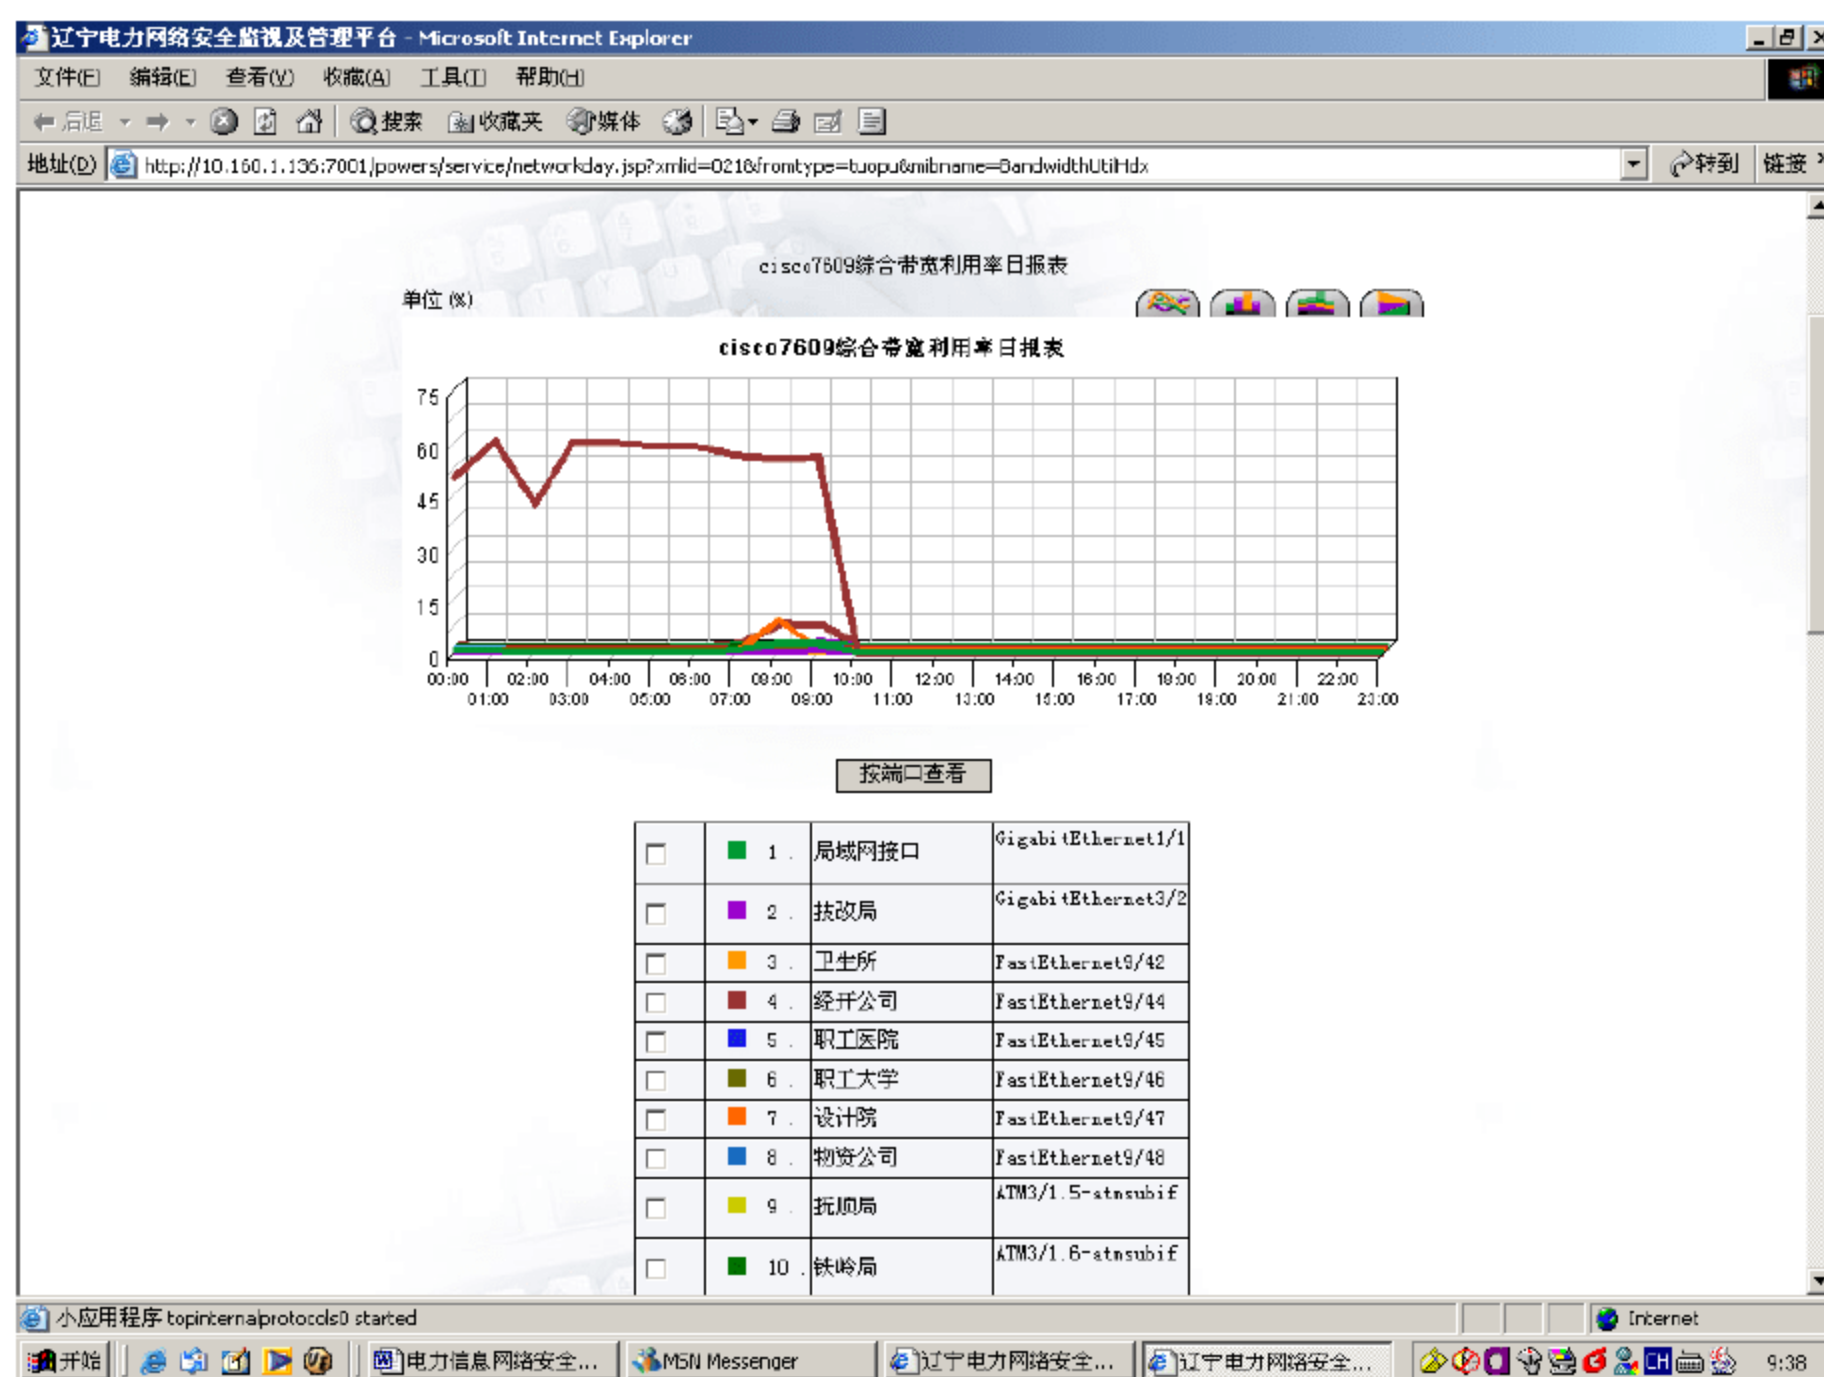 辽宁电力网络安全监视及管理平台 - Microsoft Internet Explorer
文件(F) 编辑(E) 查看(V) 收藏(A) 工具(T) 帮助(H)
后退 搜索 收藏夹 媒体
地址(D) http://10.160.1.136:7001/powers/service/networkday.jsp?xmlid=021&fromtype=tuopu&mibname=BandwidthUtilHdx 转到 链接
cisco7609综合带宽利用率日报表
单位 (%)
cisco7609综合带宽利用率日报表
75
60
45
30
15
0
00:00 02:00 04:00 06:00 08:00 10:00 12:00 14:00 16:00 18:00 20:00 22:00
01:00 03:00 05:00 07:00 09:00 11:00 13:00 15:00 17:00 19:00 21:00 23:00
按端口查看
1 . 局域网接口 GigabitEthernet1/1
2 . 技改局 GigabitEthernet3/2
3 . 卫生所 FastEthernet9/42
4 . 经开公司 FastEthernet9/44
5 . 职工医院 FastEthernet9/45
6 . 职工大学 FastEthernet9/46
7 . 设计院 FastEthernet9/47
8 . 物资公司 FastEthernet9/48
9 . 抚顺局 ATM3/1.5-atmsubif
10 . 铁岭局 ATM3/1.6-atmsubif
小应用程序 topinternalprotocols0 started Internet
开始 电力信息网络安全... MSN Messenger 辽宁电力网络安全... 辽宁电力网络安全... CH 9:38